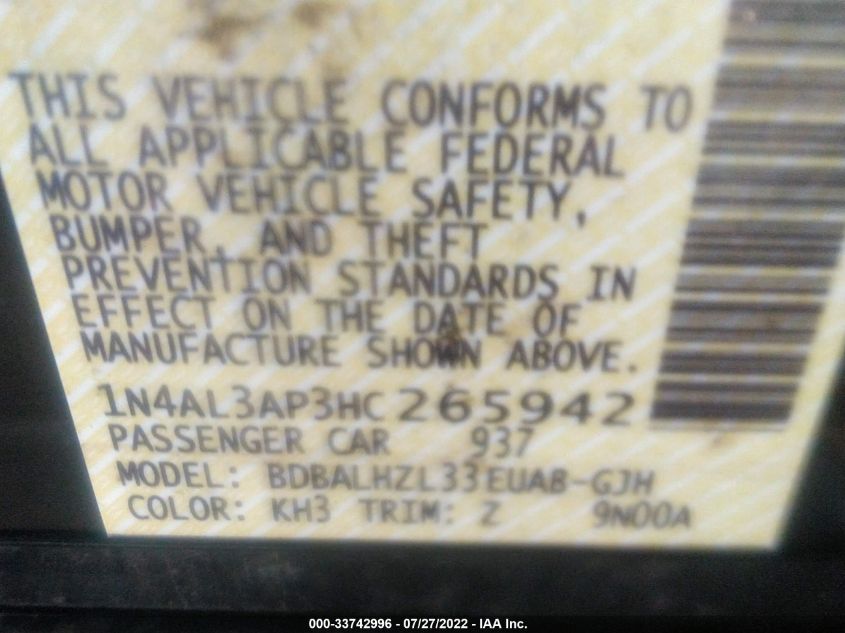 THIS VEHICLE CONFORMS TO
ALL APPLICABLE FEDERAL
MOTOR VEHICLE SAFETY,
BUMPER, AND THEFT
PREVENTION STANDARDS IN
EFFECT ON THE DATE OF
MANUFACTURE SHOWN ABOVE.
1N4AL3AP3HC265942
PASSENGER CAR 937
MODEL: BDBALHZL33EUAB-GJH
COLOR: KH3 TRIM: Z 9N00A
000-33742996 - 07/27/2022 - IAA Inc.